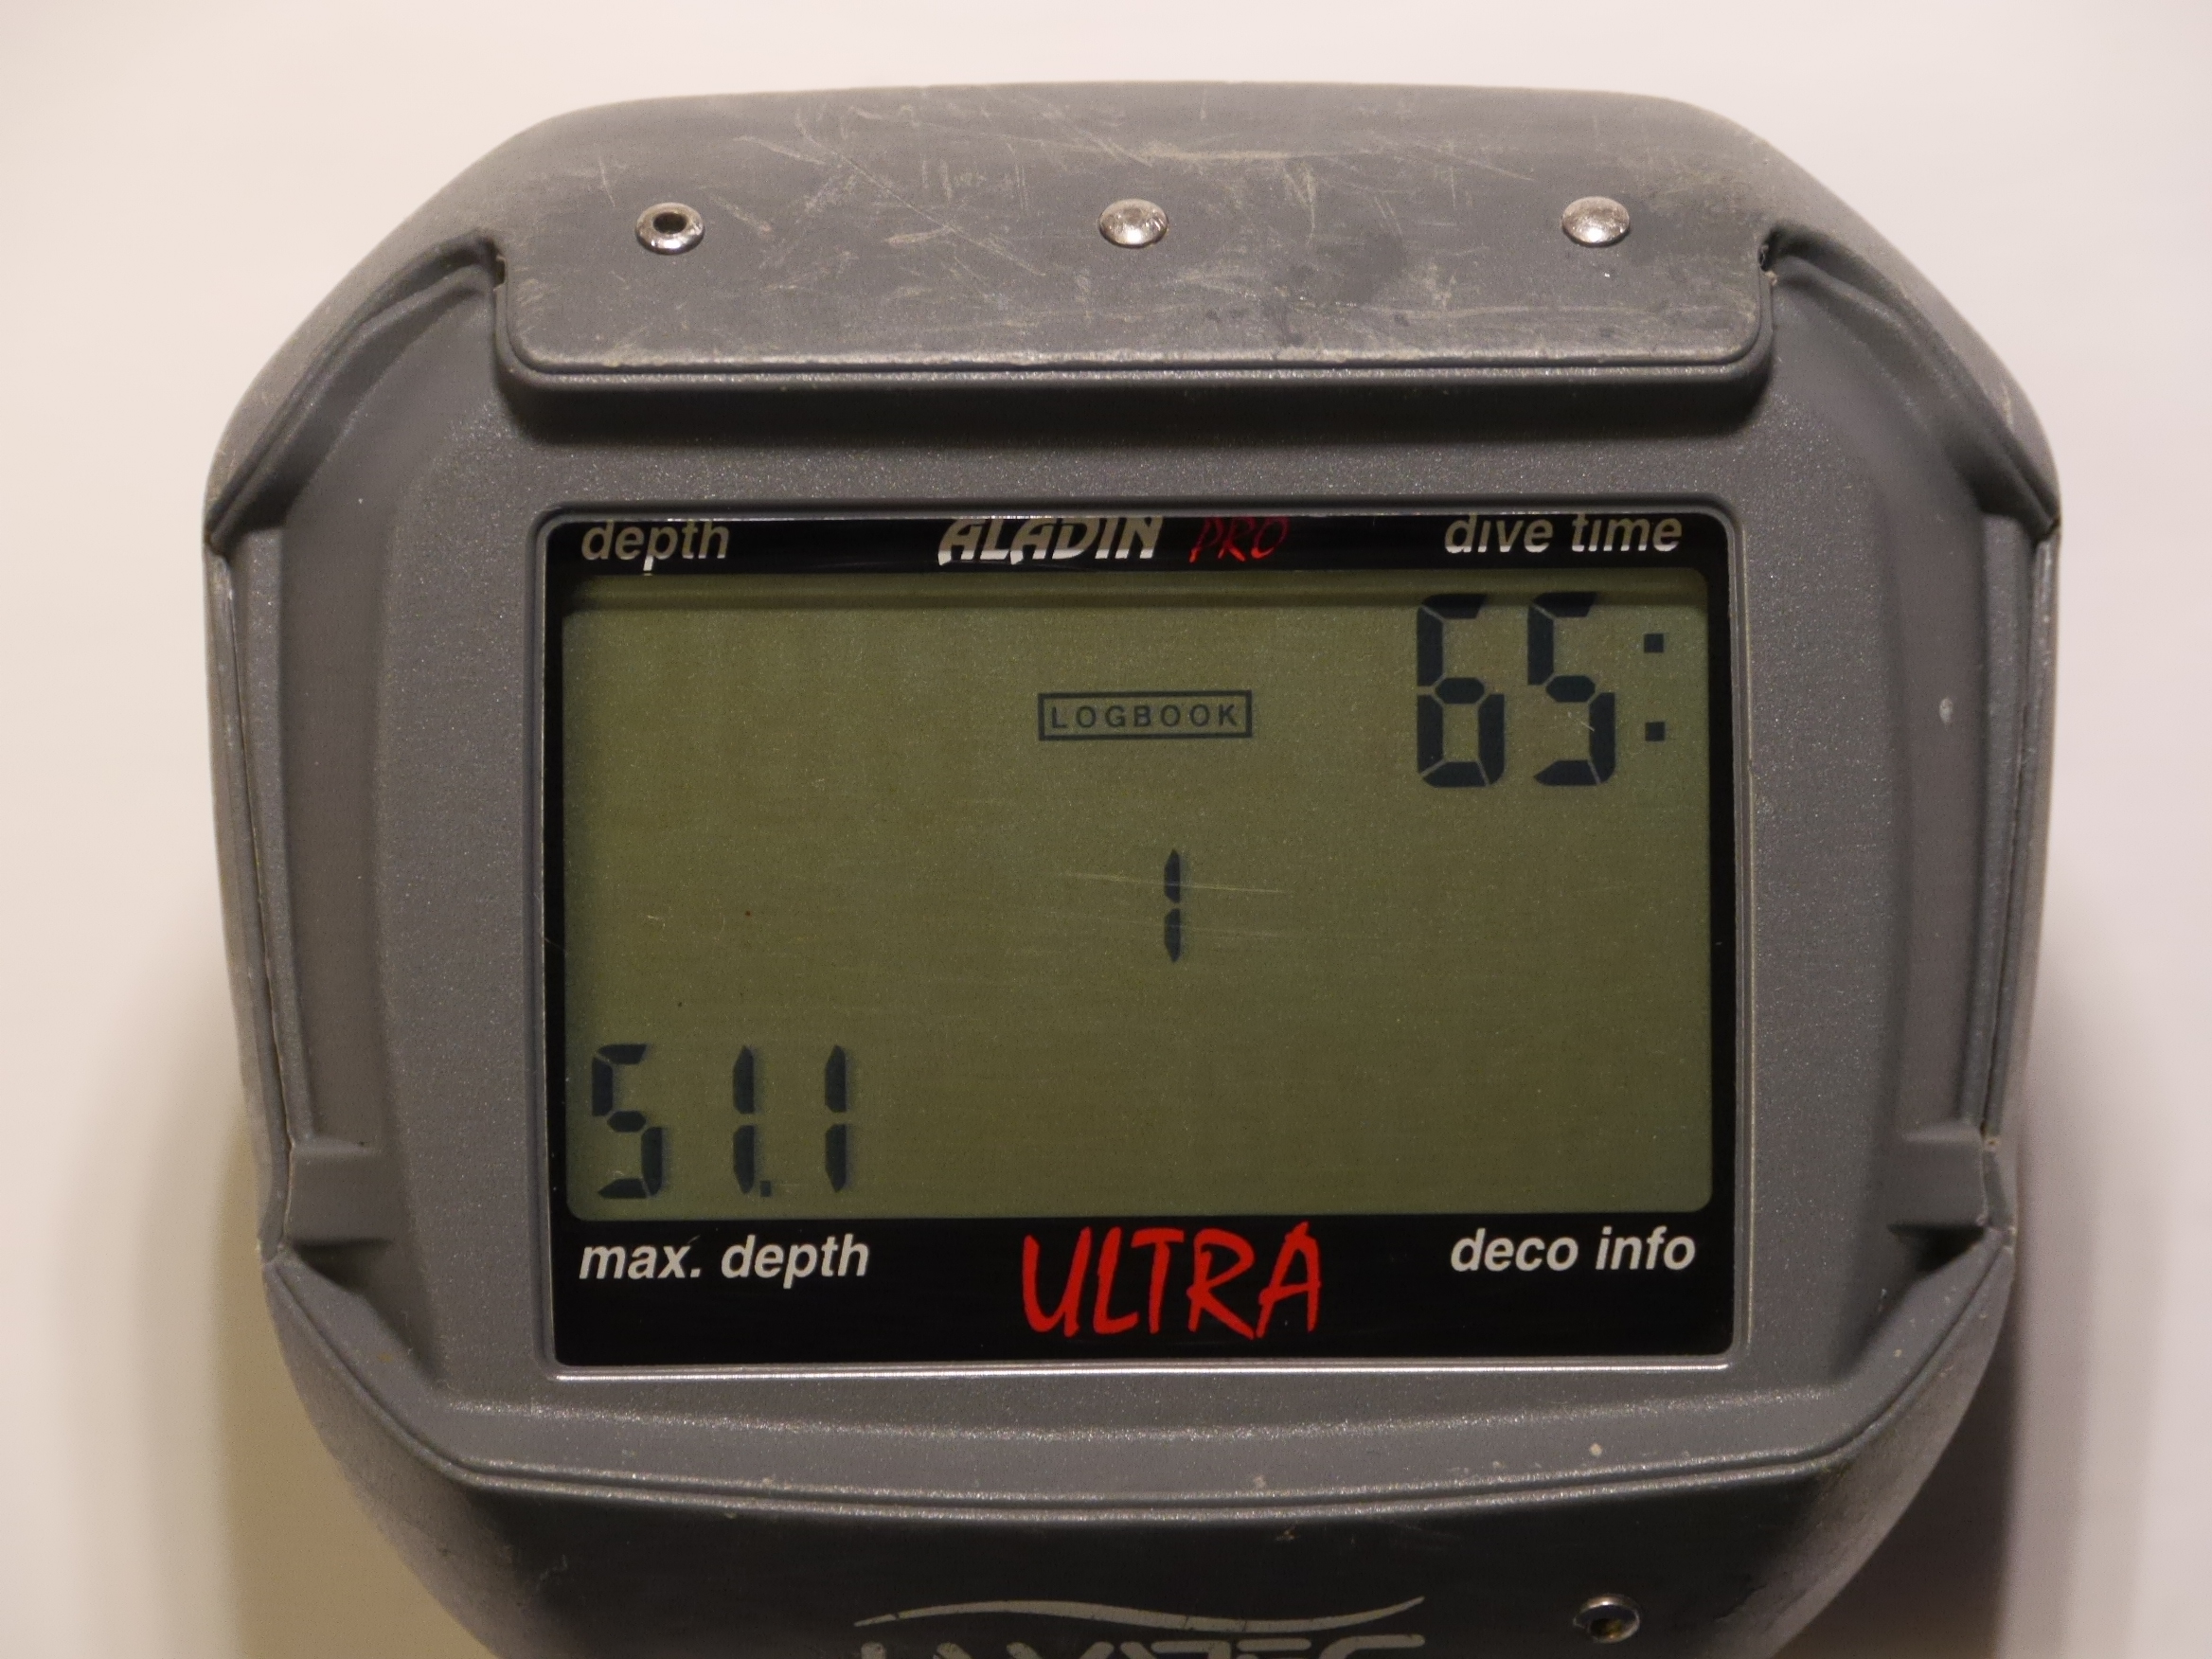 depth ALADIN PRO dive time
65:
LOGBOOK
1
51.1
max. depth ULTRA deco info